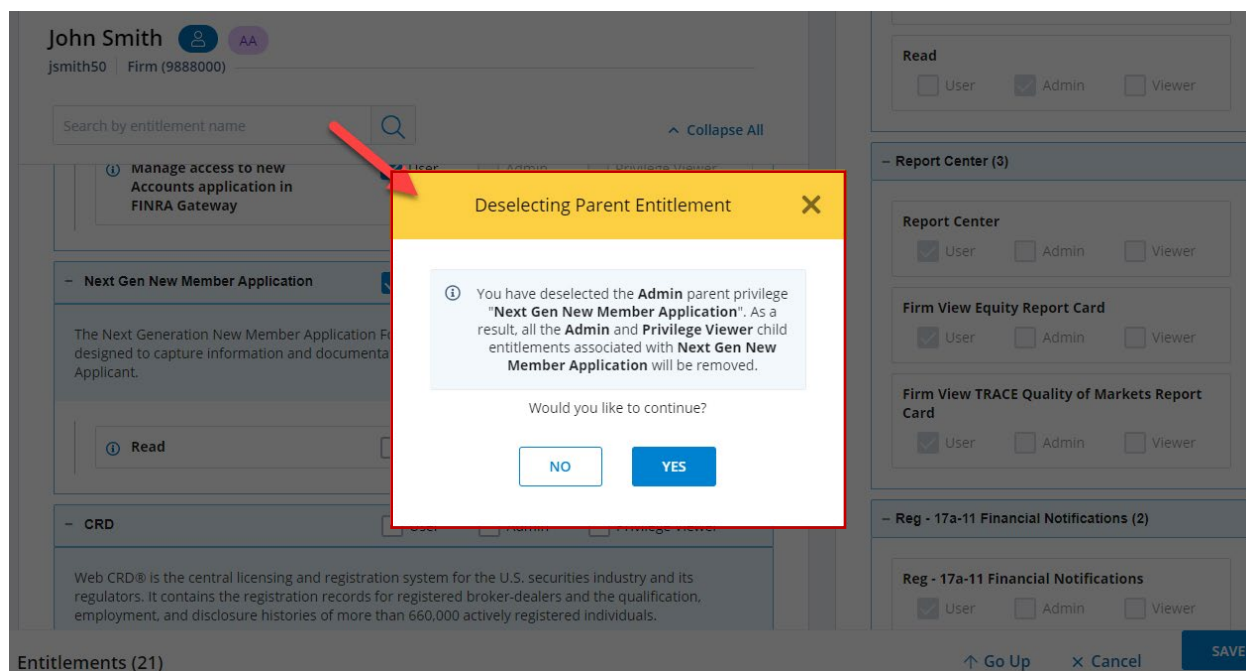 John Smith AA
jsmith50 Firm (9888000)
Search by entitlement name
Collapse All
Manage access to new
Accounts application in
FINRA Gateway
User Admin Privilege Viewer
Next Gen New Member Application
The Next Generation New Member Application F
designed to capture information and documenta
Applicant.
Read
CRD
User Admin Privilege Viewer
Web CRD® is the central licensing and registration system for the U.S. securities industry and its
regulators. It contains the registration records for registered broker-dealers and the qualification,
employment, and disclosure histories of more than 660,000 actively registered individuals.
Deselecting Parent Entitlement
You have deselected the Admin parent privilege
"Next Gen New Member Application". As a
result, all the Admin and Privilege Viewer child
entitlements associated with Next Gen New
Member Application will be removed.
Would you like to continue?
NO YES
Read
User Admin Viewer
Report Center (3)
Report Center
User Admin Viewer
Firm View Equity Report Card
User Admin Viewer
Firm View TRACE Quality of Markets Report
Card
User Admin Viewer
Reg - 17a-11 Financial Notifications (2)
Reg - 17a-11 Financial Notifications
User Admin Viewer
Entitlements (21)
Go Up Cancel SAVE